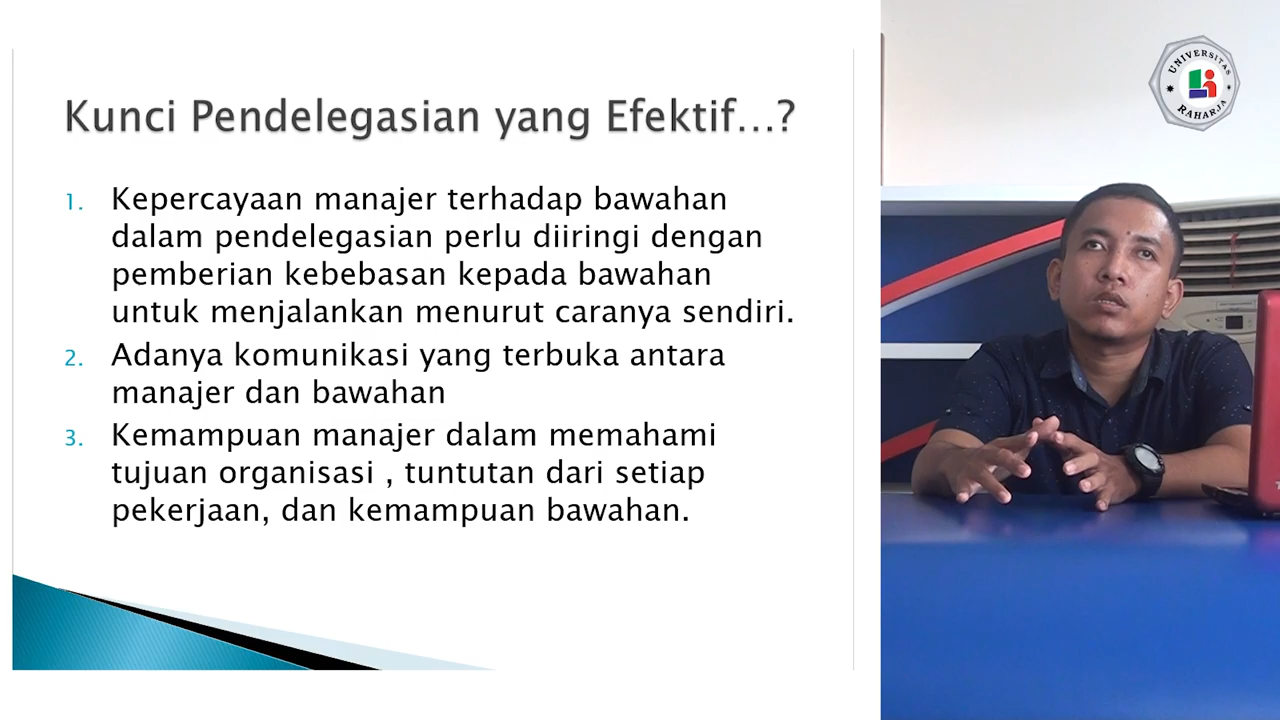 Kunci Pendelegasian yang Efektif...?
1. Kepercayaan manajer terhadap bawahan
dalam pendelegasian perlu diiringi dengan
pemberian kebebasan kepada bawahan
untuk menjalankan menurut caranya sendiri.
2. Adanya komunikasi yang terbuka antara
manajer dan bawahan
3. Kemampuan manajer dalam memahami
tujuan organisasi , tuntutan dari setiap
pekerjaan, dan kemampuan bawahan.
UNIVERSITAS
RAHARJA